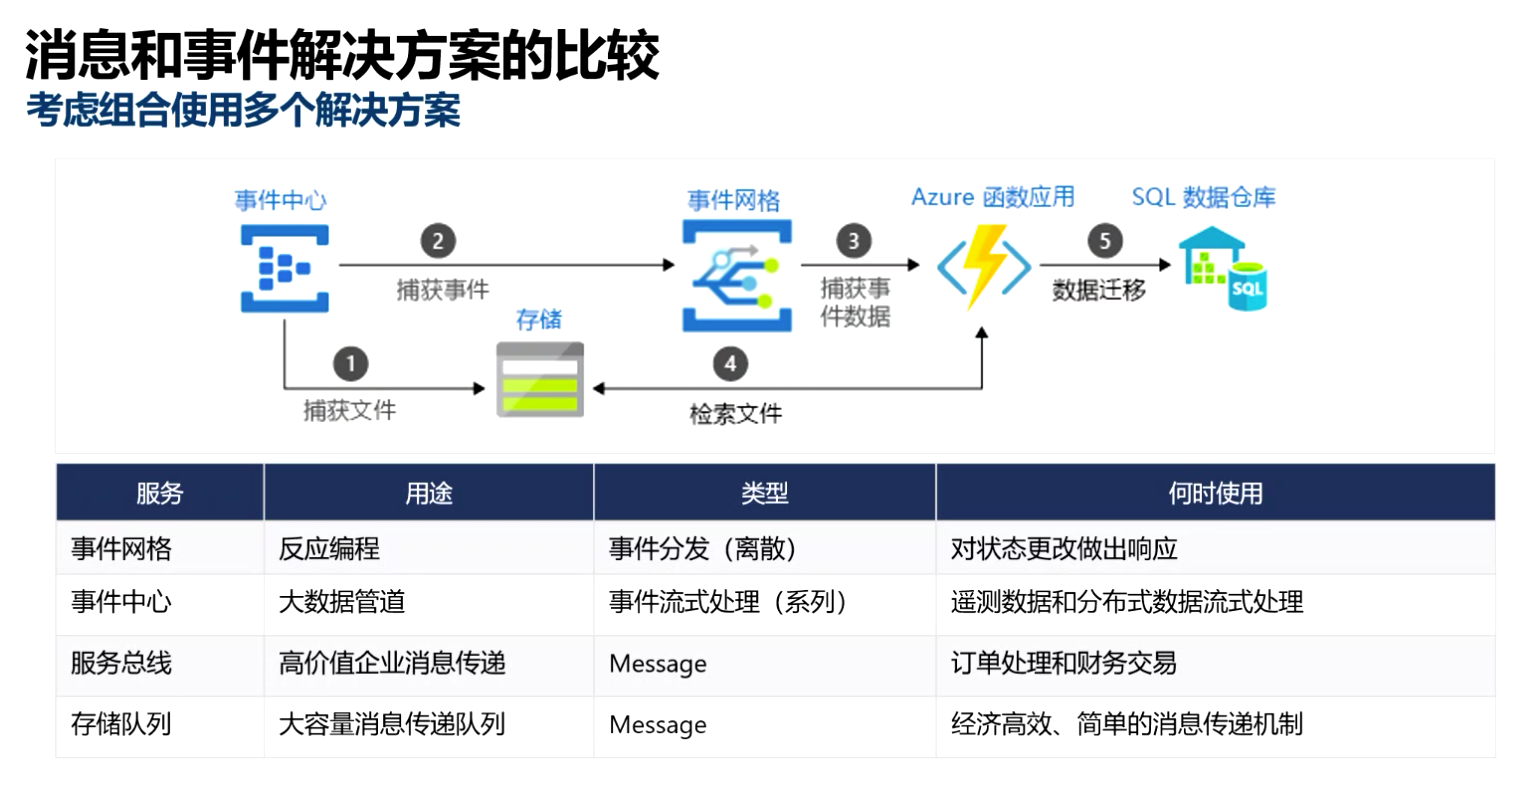 消息和事件解决方案的比较
考虑组合使用多个解决方案
事件中心
事件网格
Azure 函数应用
SQL 数据仓库
2
捕获事件
3
捕获事
件数据
5
数据迁移
SQL
存储
1
捕获文件
4
检索文件
服务 用途 类型 何时使用
事件网格 反应编程 事件分发（离散） 对状态更改做出响应
事件中心 大数据管道 事件流式处理（系列） 遥测数据和分布式数据流式处理
服务总线 高价值企业消息传递 Message 订单处理和财务交易
存储队列 大容量消息传递队列 Message 经济高效、简单的消息传递机制